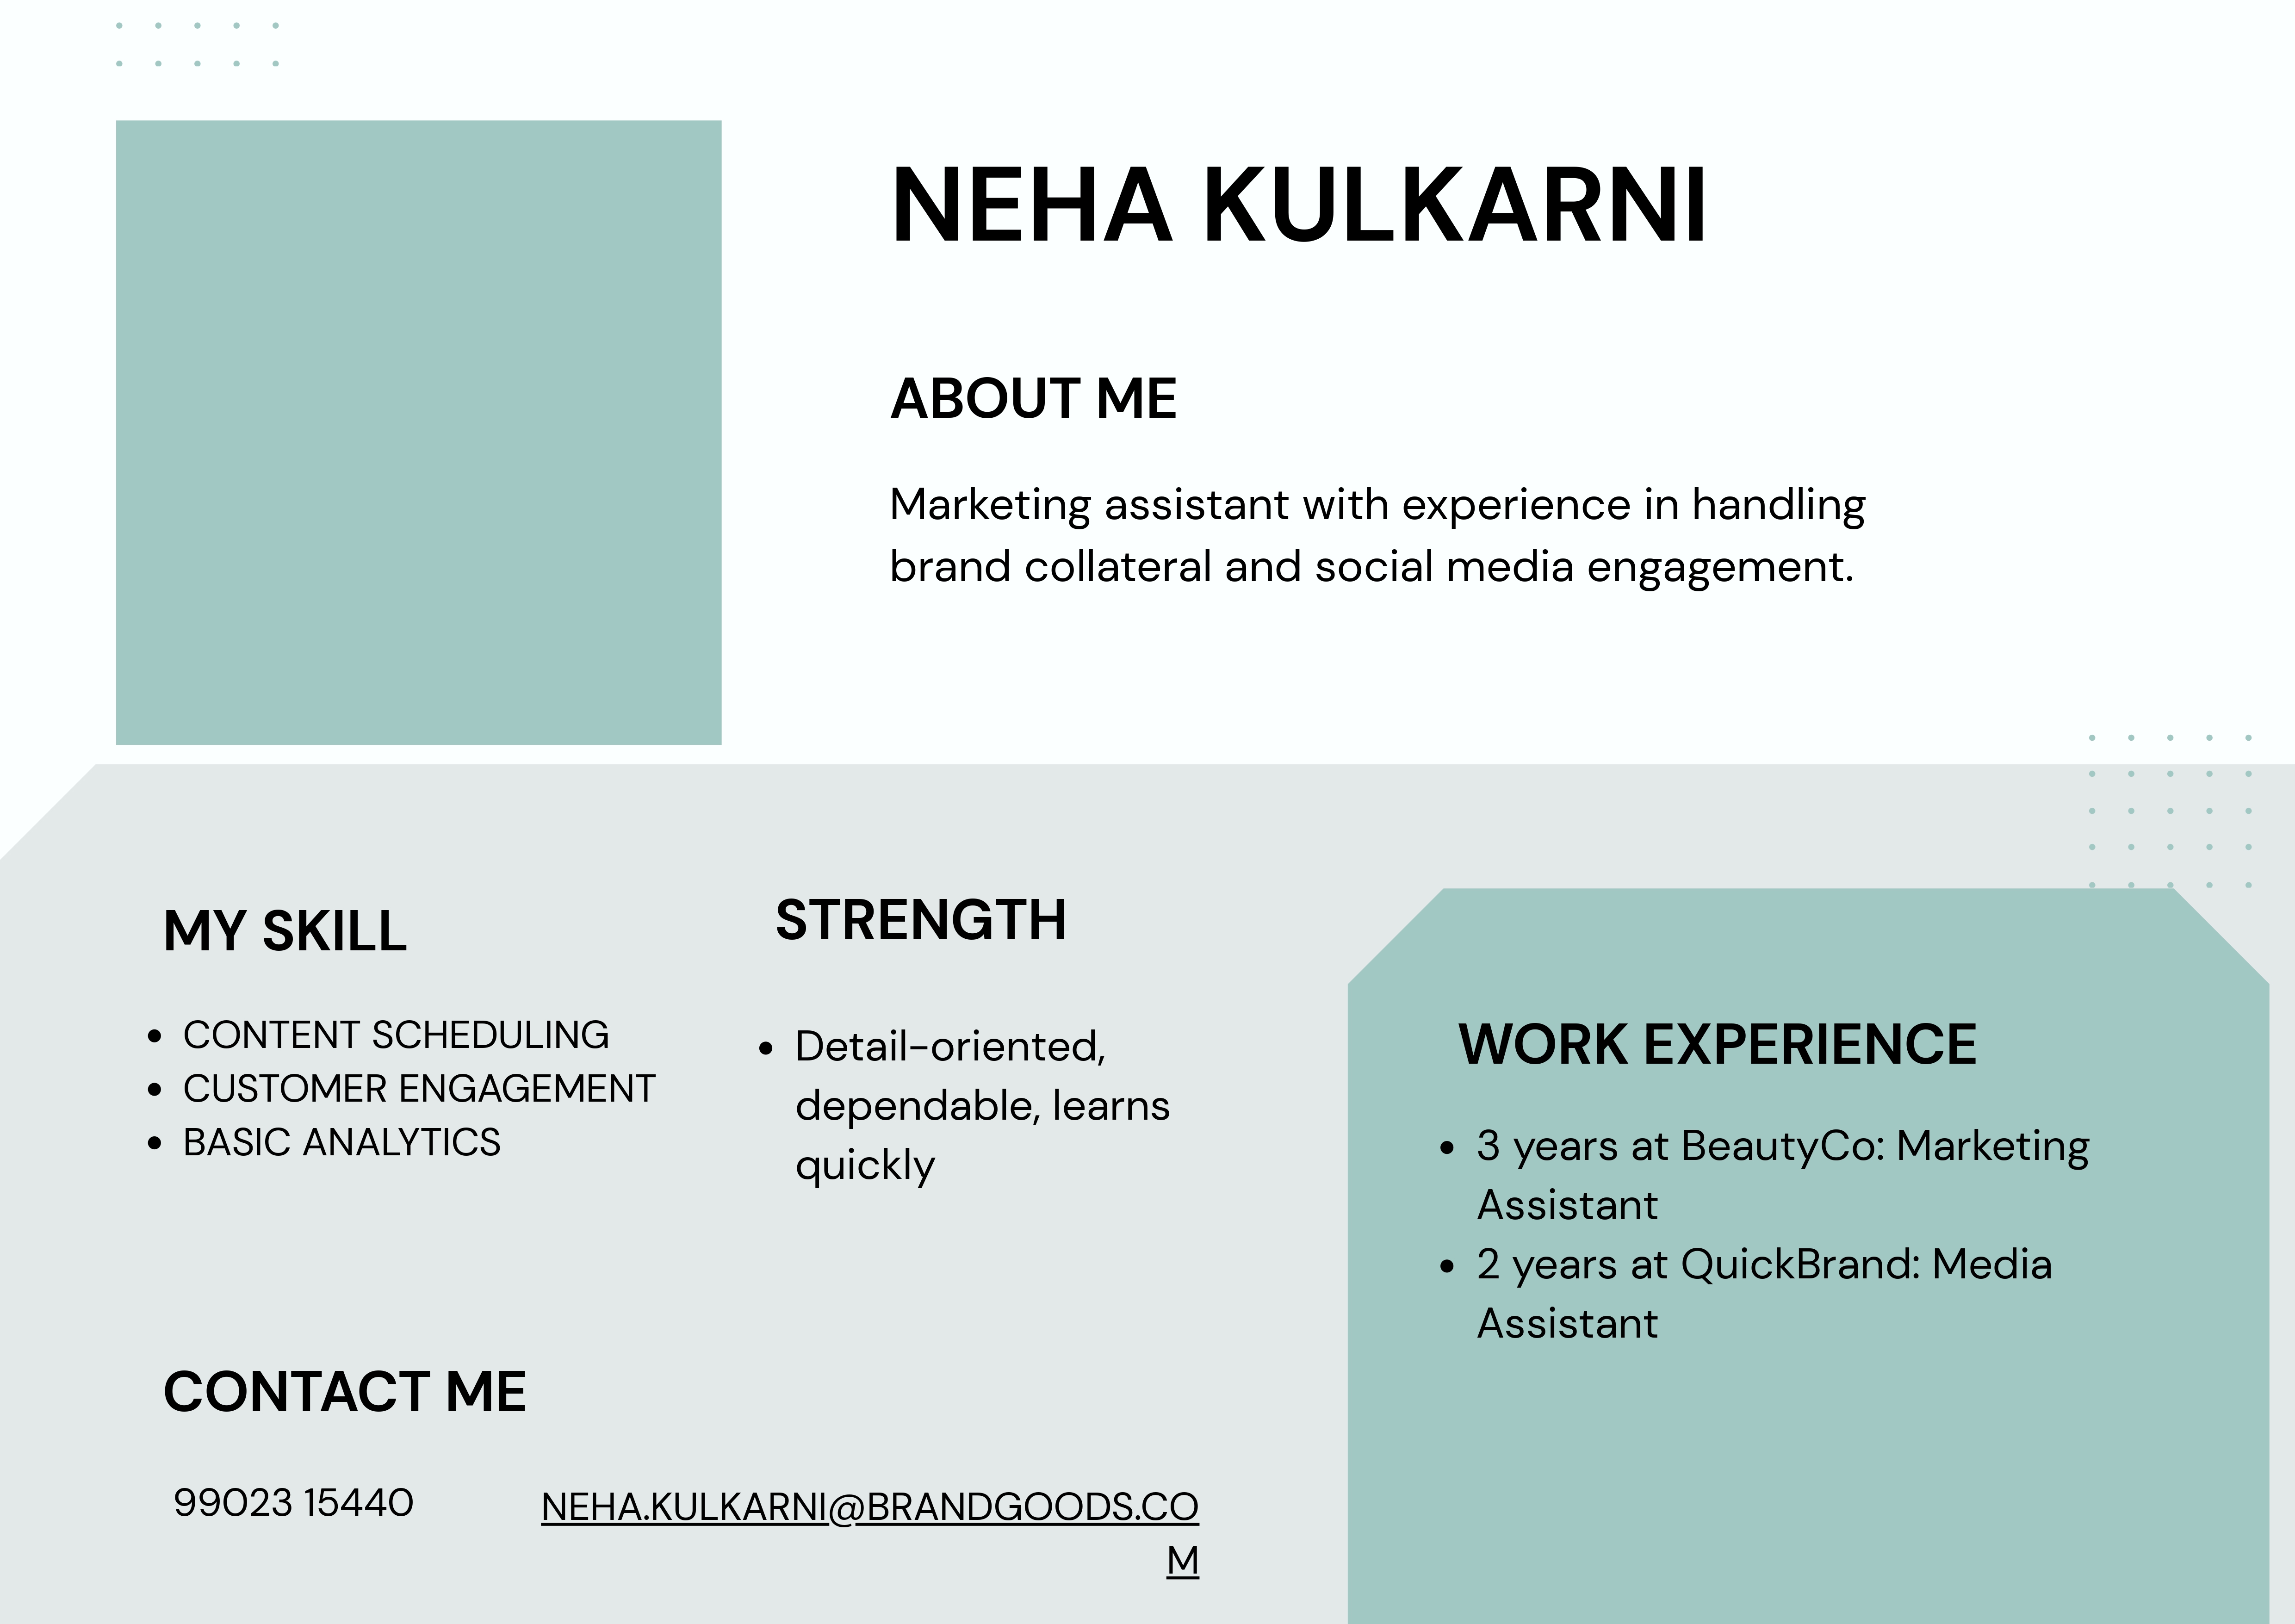 NEHA KULKARNI
ABOUT ME
Marketing assistant with experience in handling
brand collateral and social media engagement.
MY SKILL
• CONTENT SCHEDULING
• CUSTOMER ENGAGEMENT
• BASIC ANALYTICS
STRENGTH
• Detail-oriented,
dependable, learns
quickly
WORK EXPERIENCE
• 3 years at BeautyCo: Marketing
Assistant
• 2 years at QuickBrand: Media
Assistant
CONTACT ME
99023 15440
NEHA.KULKARNI@BRANDGOODS.CO
M